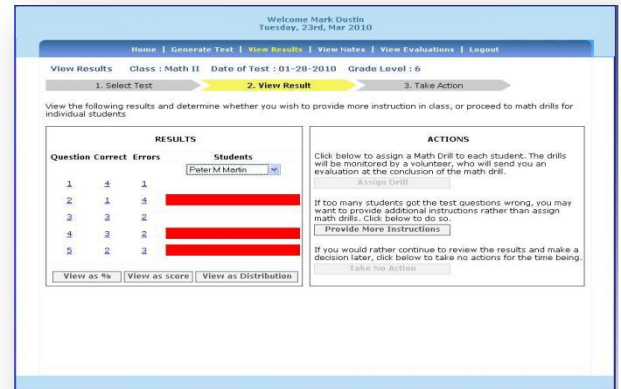 Welcome Mark Dustin
Tuesday, 23rd, Mar 2010
Home | Generate Test | View Results | View Notes | View Evaluations | Logout
View Results Class : Math II Date of Test : 01-28-2010 Grade Level : 6
1. Select Test 2. View Result 3. Take Action
View the following results and determine whether you wish to provide more instruction in class, or proceed to math drills for
individual students
RESULTS
Question Correct Errors Students
Peter M Martin
1 4 1
2 1 4
3 3 2
4 3 2
5 2 3
View as % View as score View as Distribution
ACTIONS
Click below to assign a Math Drill to each student. The drills
will be monitored by a volunteer, who will send you an
evaluation at the conclusion of the math drill.
Assign Drill
If too many students got the test questions wrong, you may
want to provide additional instructions rather than assign
math drills. Click below to do so.
Provide More Instructions
If you would rather continue to review the results and make a
decision later, click below to take no actions for the time being.
Take No Action